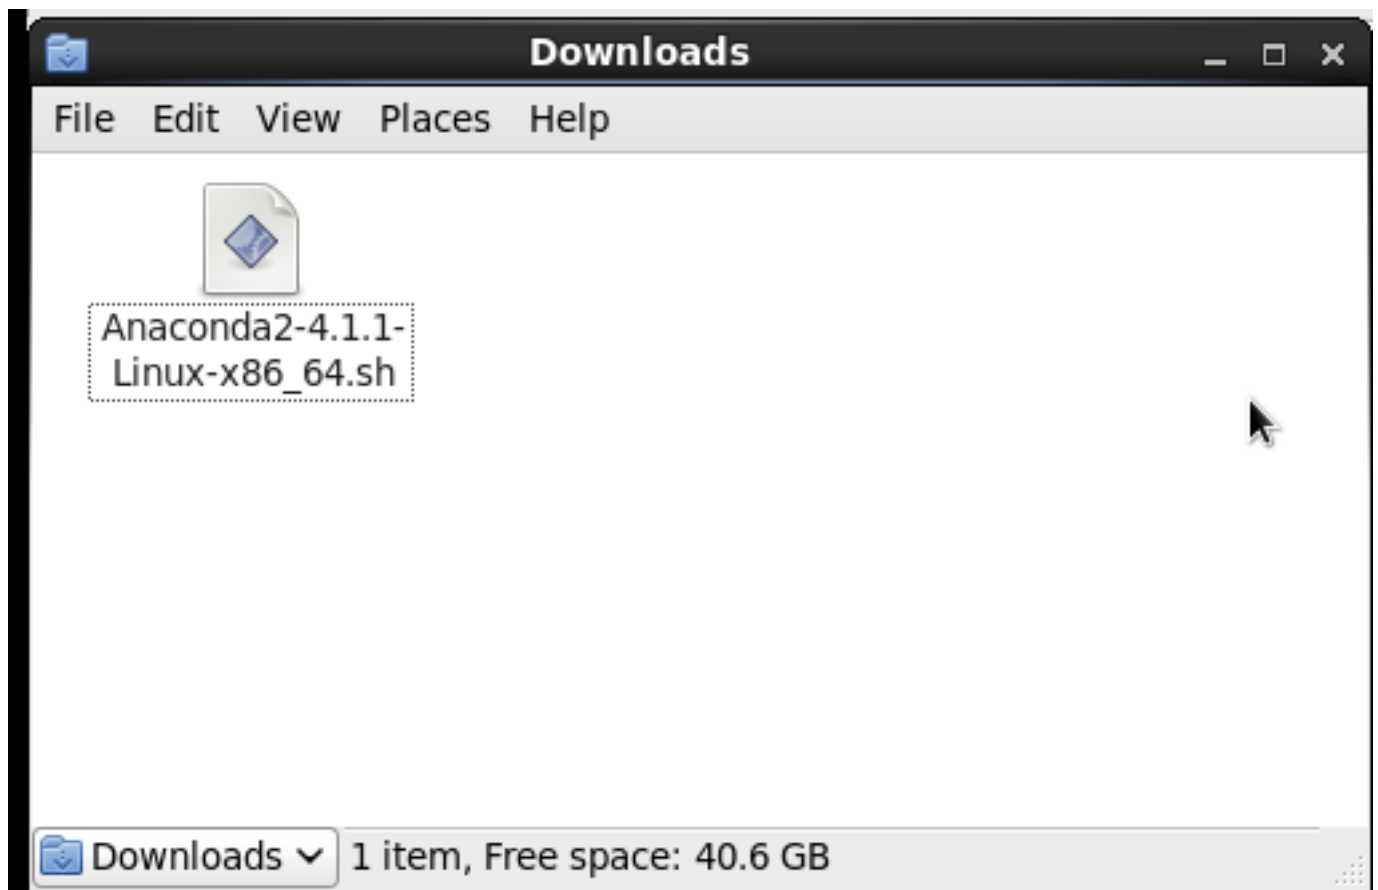 Downloads
File Edit View Places Help
Anaconda2-4.1.1-
Linux-x86_64.sh
Downloads 1 item, Free space: 40.6 GB